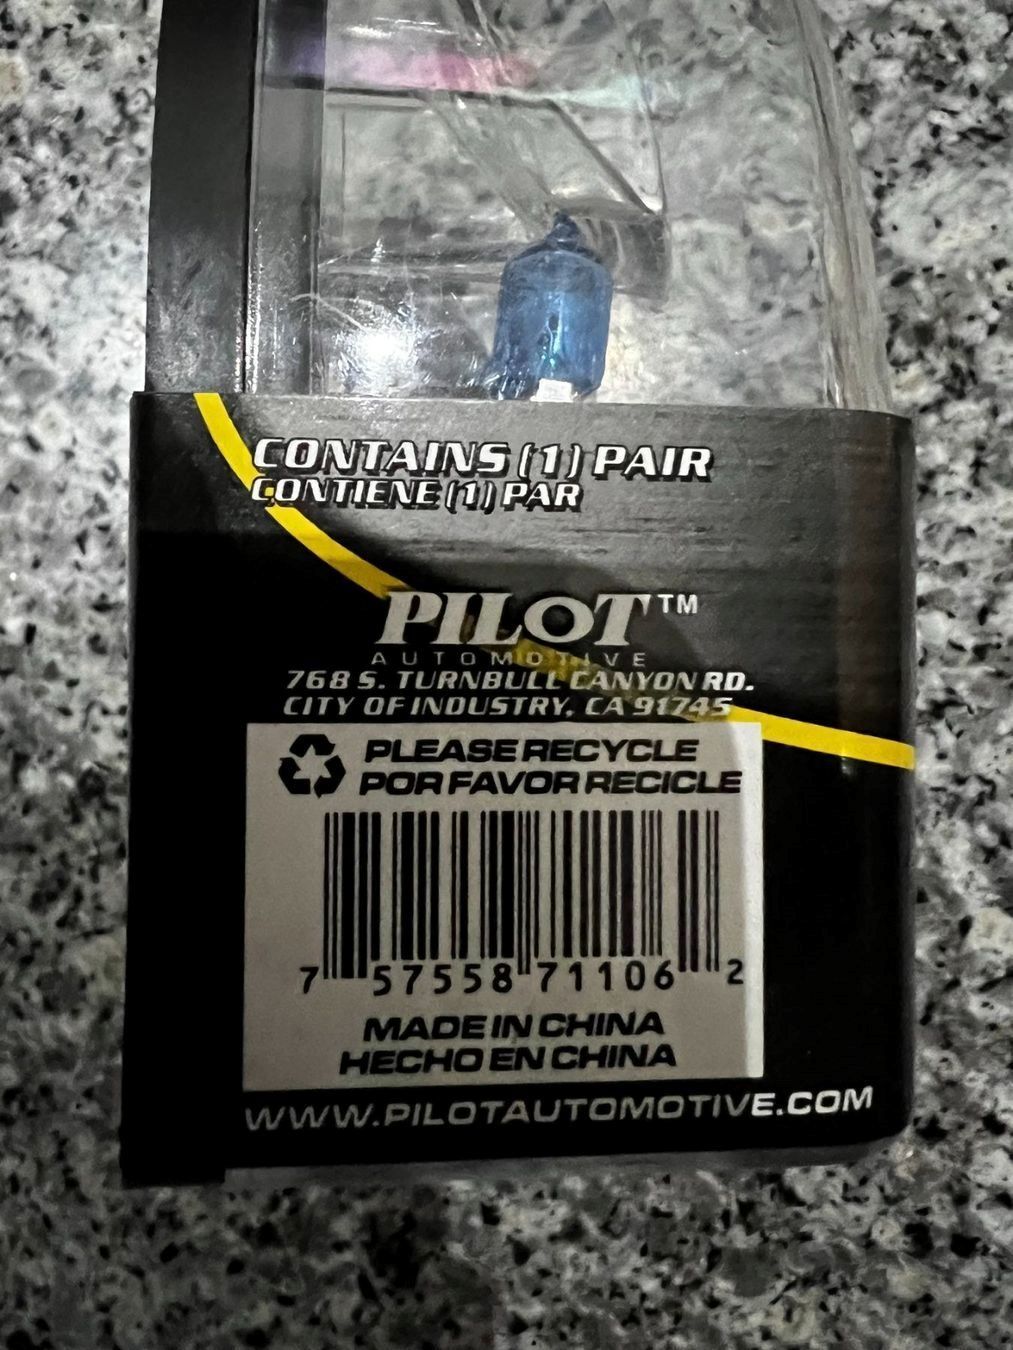 CONTAINS (1) PAIR
CONTIENE (1) PAR
PILOT™
AUTOMOTIVE
768 S. TURNBULL CANYON RD.
CITY OF INDUSTRY, CA 91745
PLEASE RECYCLE
POR FAVOR RECICLE
7 57558 71106 2
MADE IN CHINA
HECHO EN CHINA
WWW.PILOTAUTOMOTIVE.COM